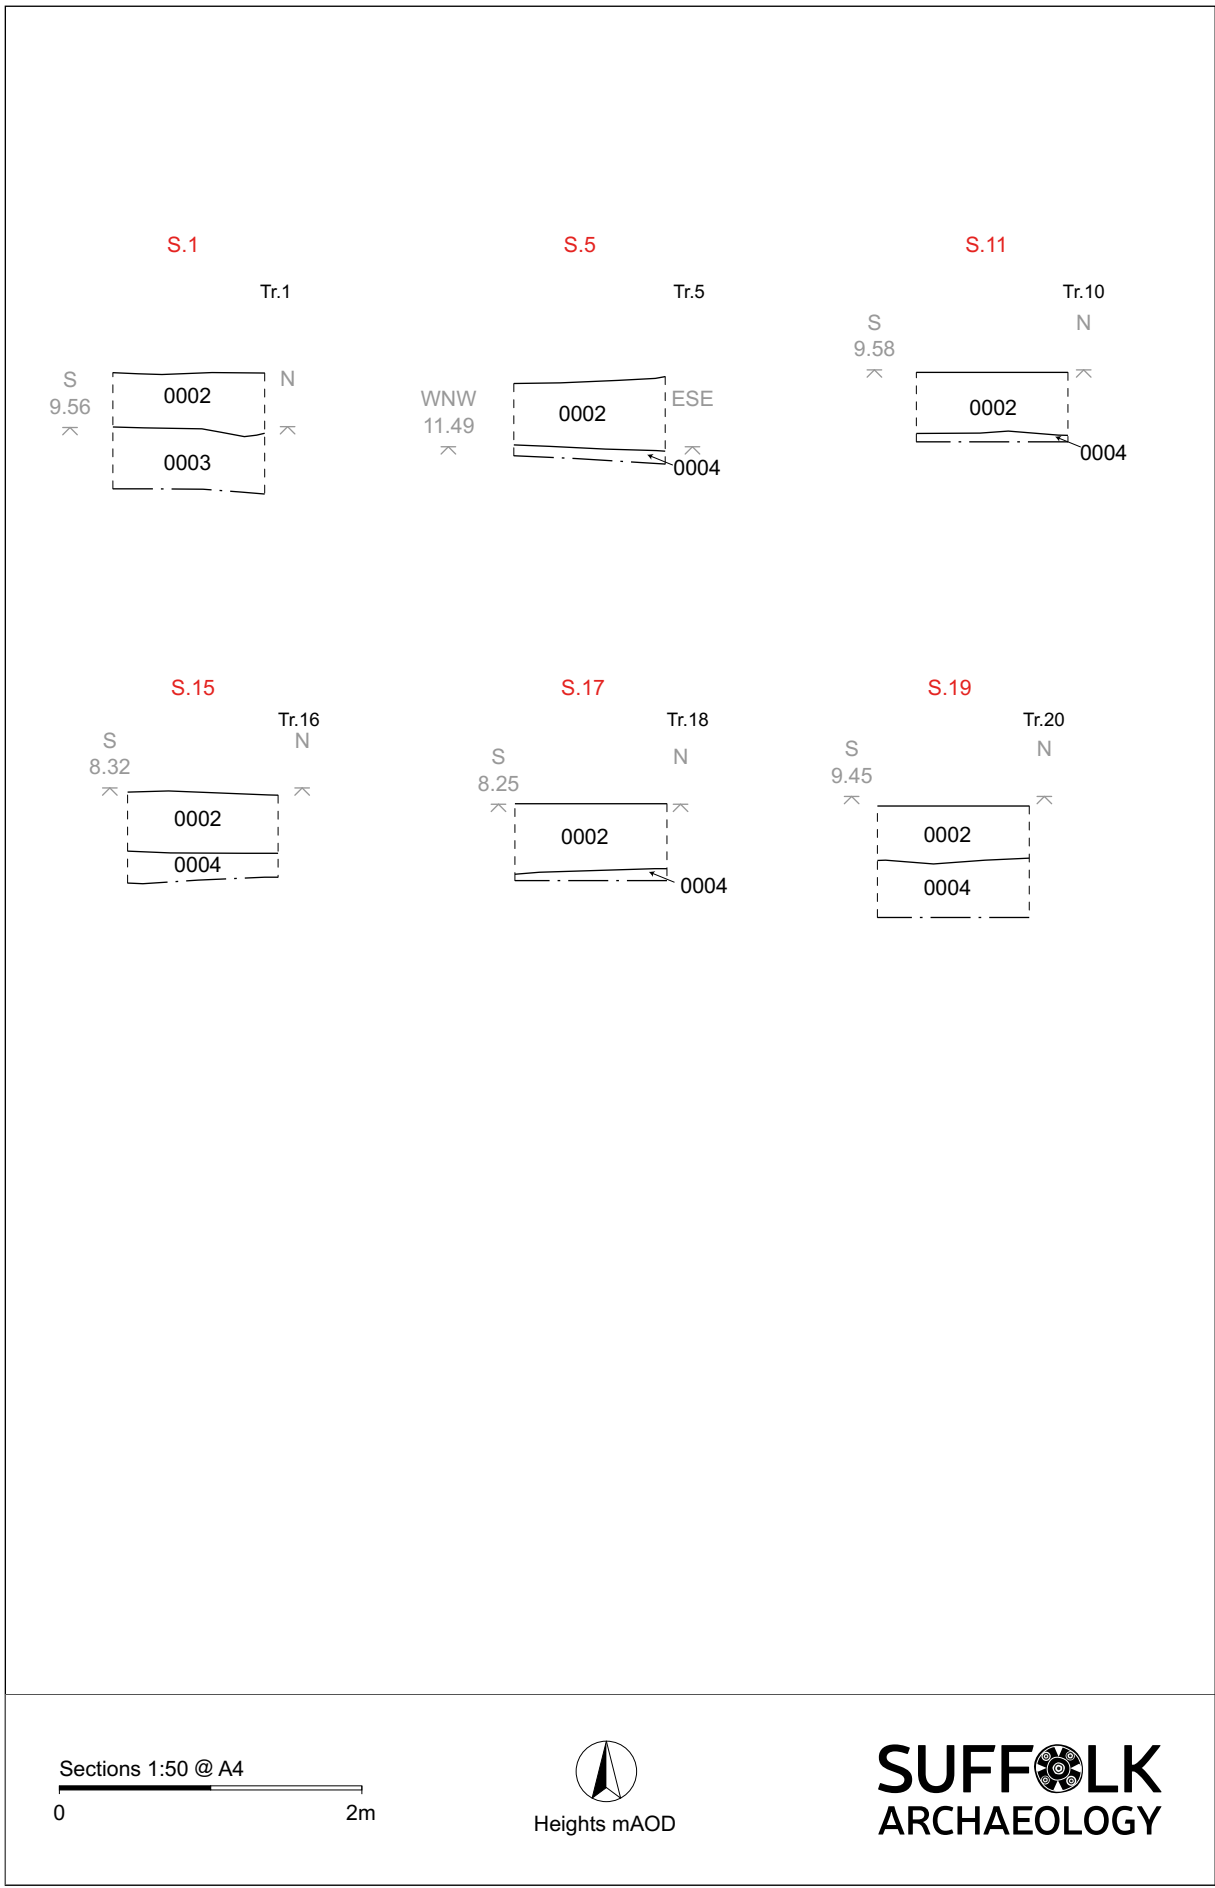 S.1
Tr.1
S
9.56
N
0002
0003
S.5
Tr.5
WNW
11.49
ESE
0002
0004
S.11
Tr.10
S
9.58
N
0002
0004
S.15
Tr.16
S
8.32
N
0002
0004
S.17
Tr.18
S
8.25
N
0002
0004
S.19
Tr.20
S
9.45
N
0002
0004
Sections 1:50 @ A4
0 2m
Heights mAOD
SUFFOLK
ARCHAEOLOGY